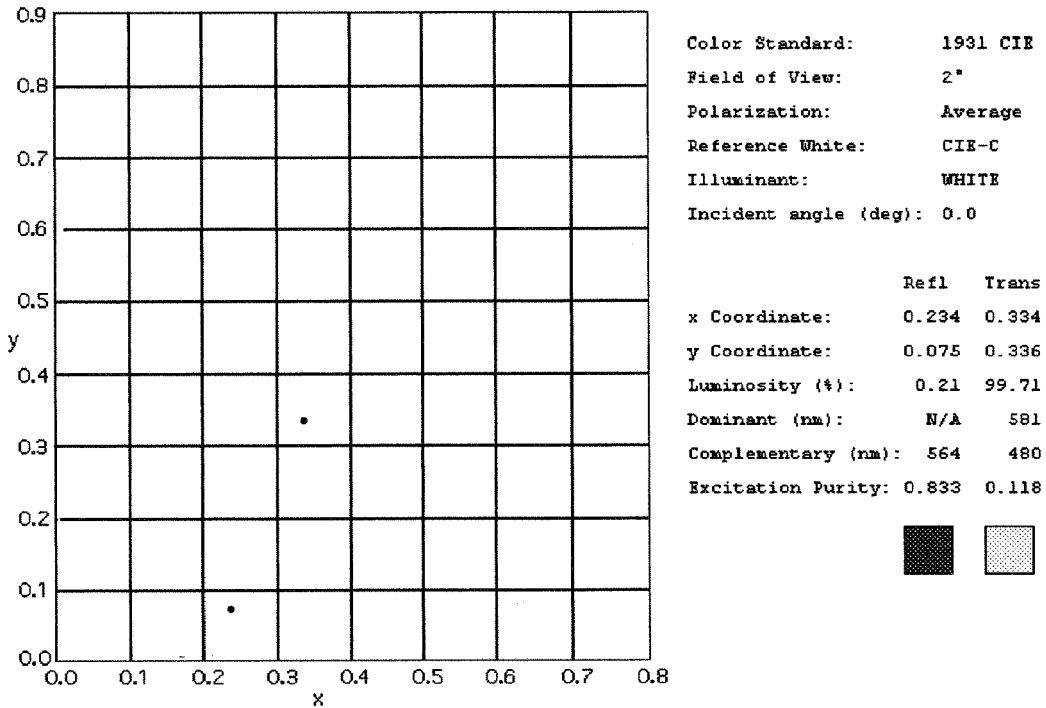 0.9
0.8
0.7
0.6
0.5
y
0.4
0.3
0.2
0.1
0.0
0.0 0.1 0.2 0.3 0.4 0.5 0.6 0.7 0.8
x
Color Standard: 1931 CIE
Field of View: 2°
Polarization: Average
Reference White: CIE-C
Illuminant: WHITE
Incident angle (deg): 0.0
Refl Trans
x Coordinate: 0.234 0.334
y Coordinate: 0.075 0.336
Luminosity (%): 0.21 99.71
Dominant (nm): N/A 581
Complementary (nm): 564 480
Excitation Purity: 0.833 0.118